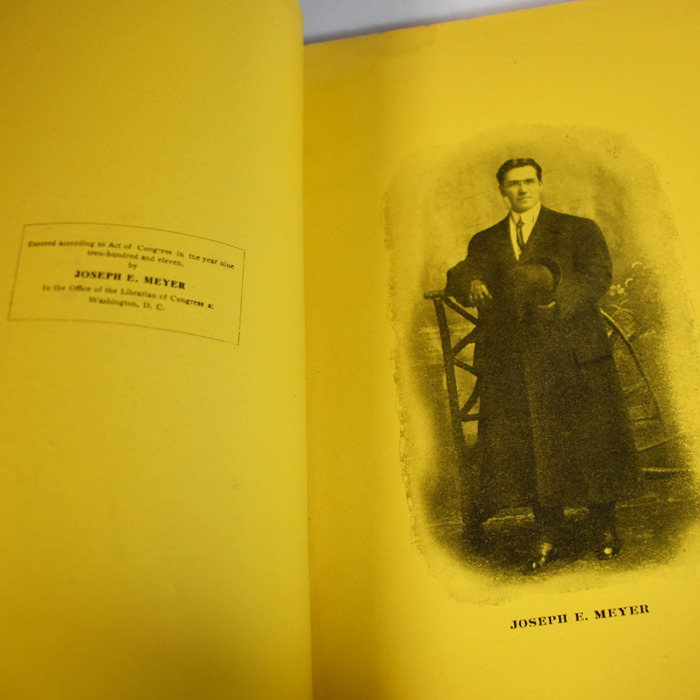 Entered according to Act of Congress in the year nine
teen-hundred and eleven,
by
JOSEPH E. MEYER
in the Office of the Librarian of Congress at
Washington, D. C.
JOSEPH E. MEYER